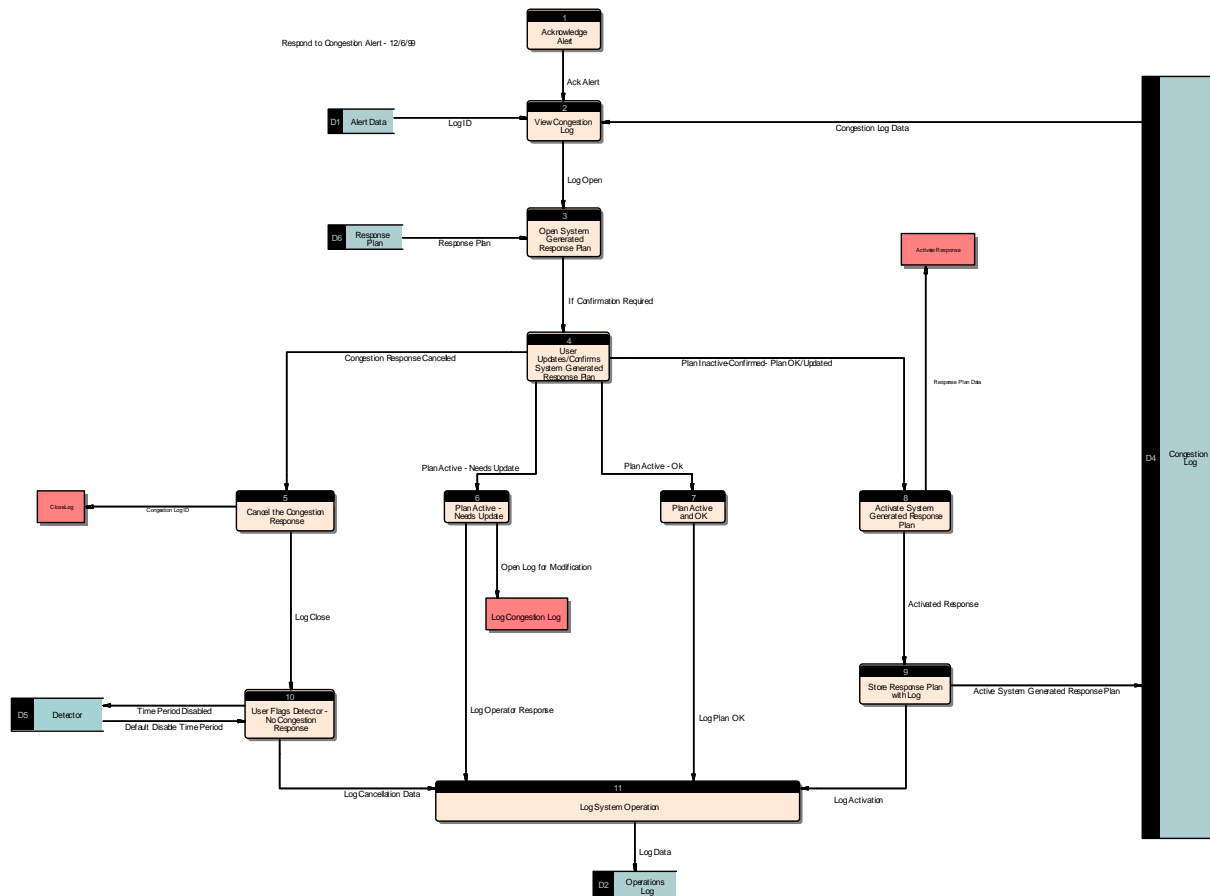 1
Acknowledge
Alert
Respond to Congestion Alert - 12/6/99
Ack Alert
2
View Congestion
Log
D1
Alert Data
Log ID
Congestion Log Data
Log Open
3
Open System
Generated
Response Plan
D6
Response
Plan
Response Plan
Activate Response
If Confirmation Required
4
User
Updates/Confirms
System Generated
Response Plan
Congestion Response Cancelled
Plan Inactive-Confirmed- Plan OK/Updated
Response Plan Data
D4
Congestion
Log
Plan Active - Needs Update
Plan Active - Ok
5
Cancel the Congestion
Response
Close Log
Congestion Log ID
6
Plan Active -
Needs Update
7
Plan Active
and OK
8
Activate System
Generated Response
Plan
Open Log for Modification
Log Congestion Log
Log Close
Activated Response
9
Store Response Plan
with Log
Active System Generated Response Plan
10
User Flags Detector -
No Congestion
Response
D5
Detector
Time Period Disabled
Default Disable Time Period
Log Operator Response
Log Plan OK
Log Cancellation Data
Log Activation
11
Log System Operation
Log Data
D2
Operations
Log